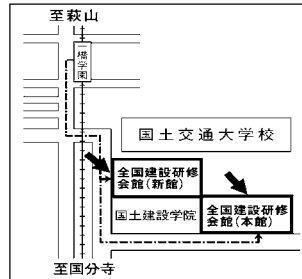 至萩山
一橋学園
国土交通大学校
全国建設研修
会館(新館)
国土建設学院
全国建設研修
会館(本館)
至国分寺